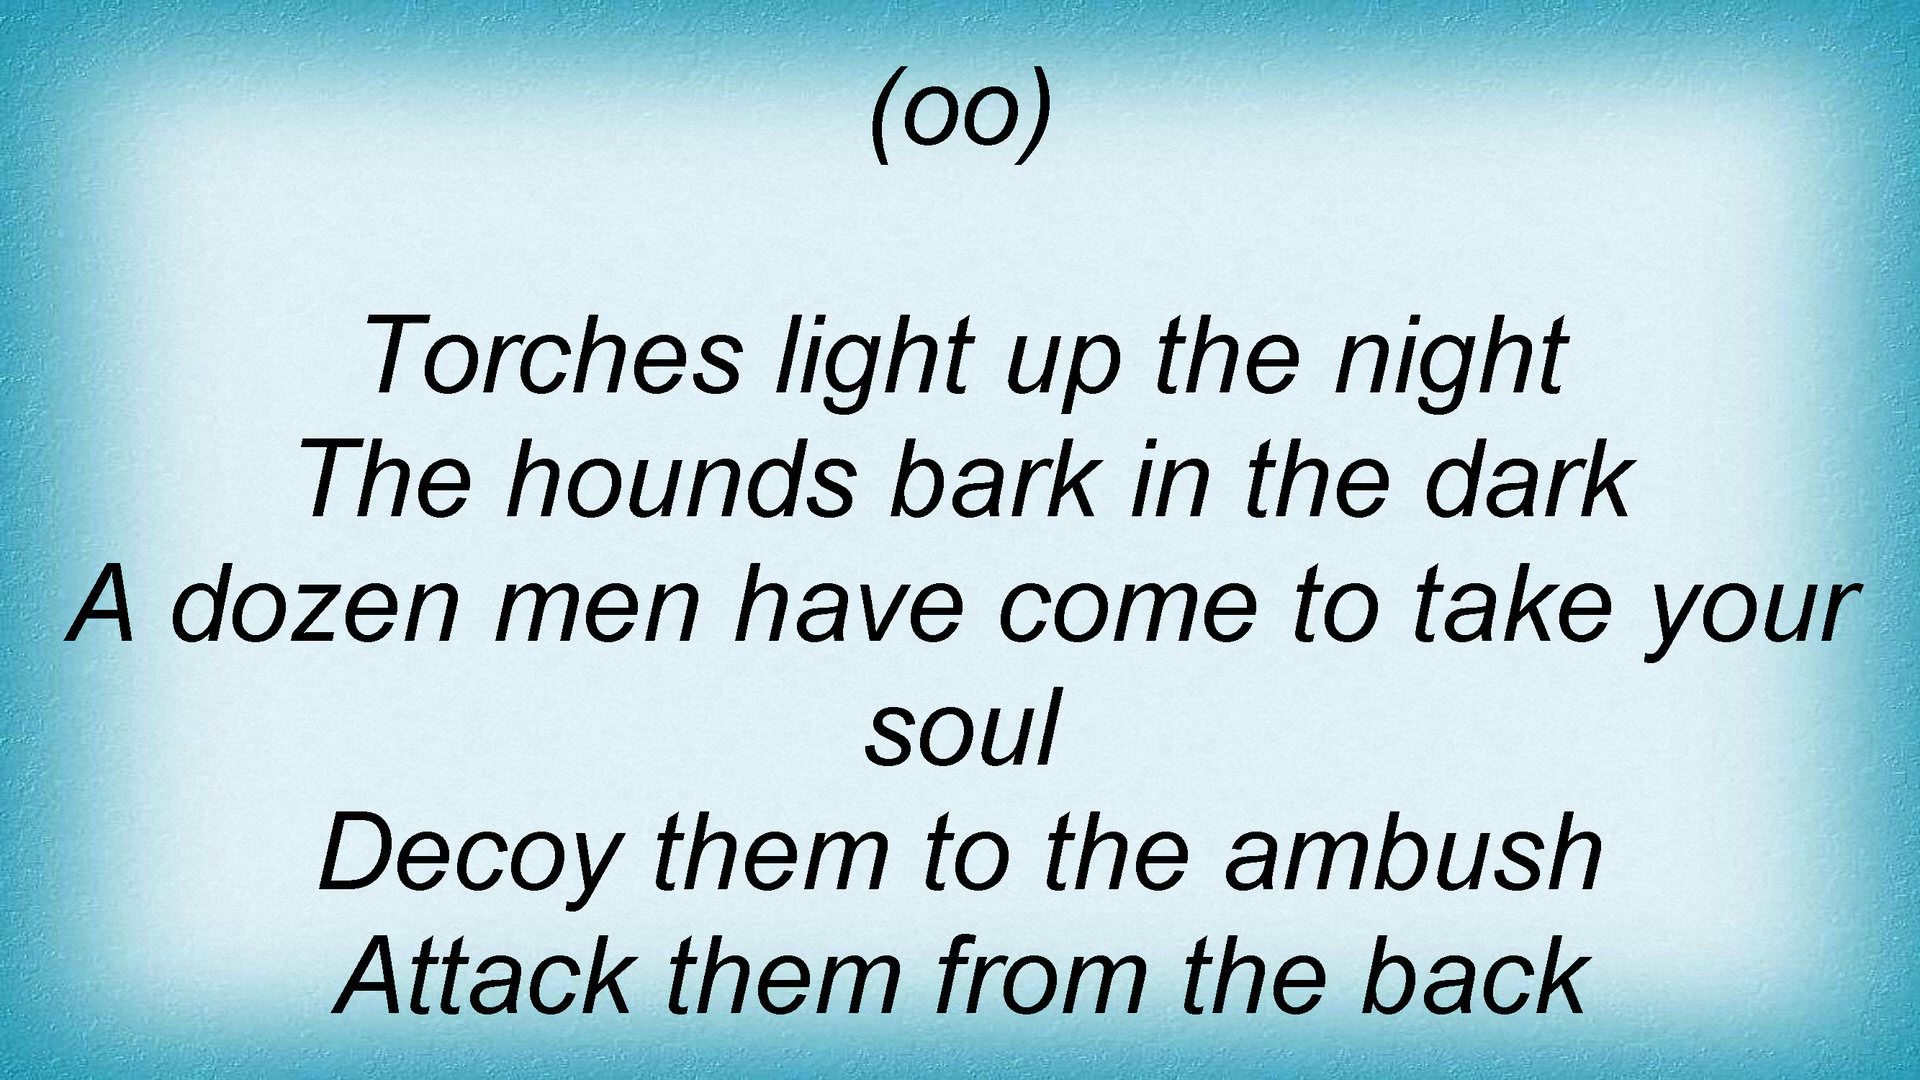 (oo)
Torches light up the night
The hounds bark in the dark
A dozen men have come to take your
soul
Decoy them to the ambush
Attack them from the back